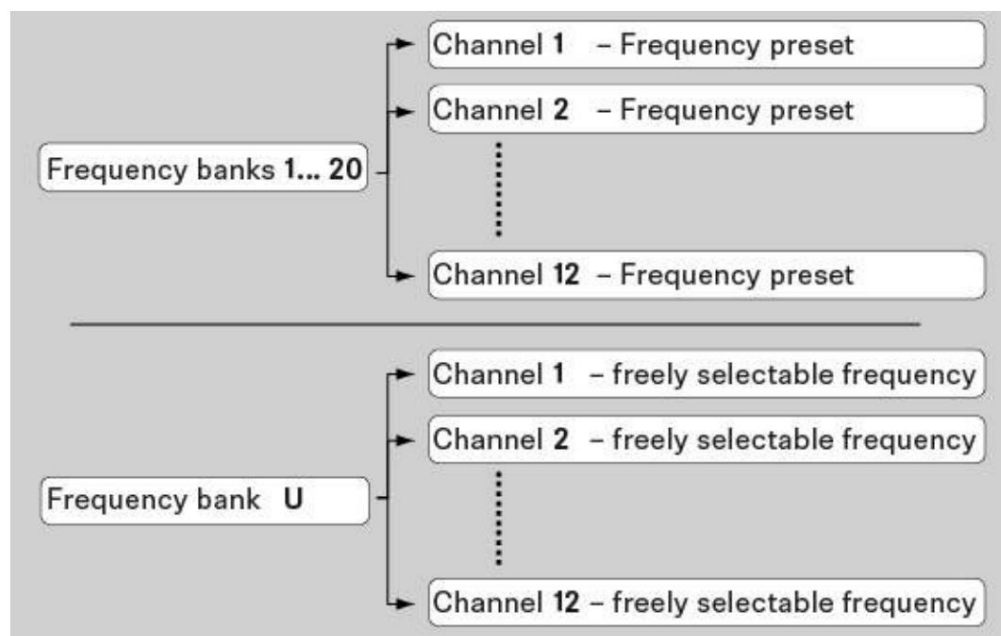 Channel 1 – Frequency preset
Channel 2 – Frequency preset
Frequency banks 1... 20
Channel 12 – Frequency preset
Channel 1 – freely selectable frequency
Channel 2 – freely selectable frequency
Frequency bank U
Channel 12 – freely selectable frequency